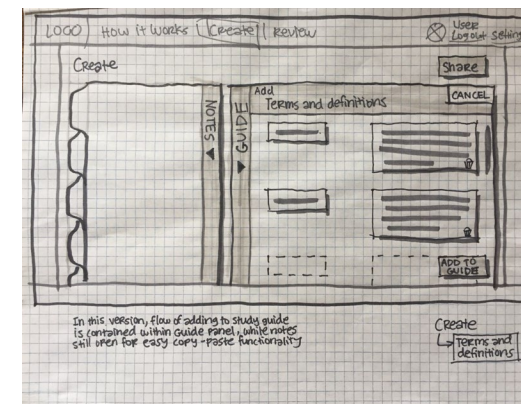 LOGO How it works Create Review User
Logout Settin
Create Share
NOTES
GUIDE
Add
Terms and definitions CANCEL
ADD TO
GUIDE
In this version, flow of adding to study guide
is contained within Guide panel, while notes
still open for easy copy-paste functionality
Create
Terms and
definitions